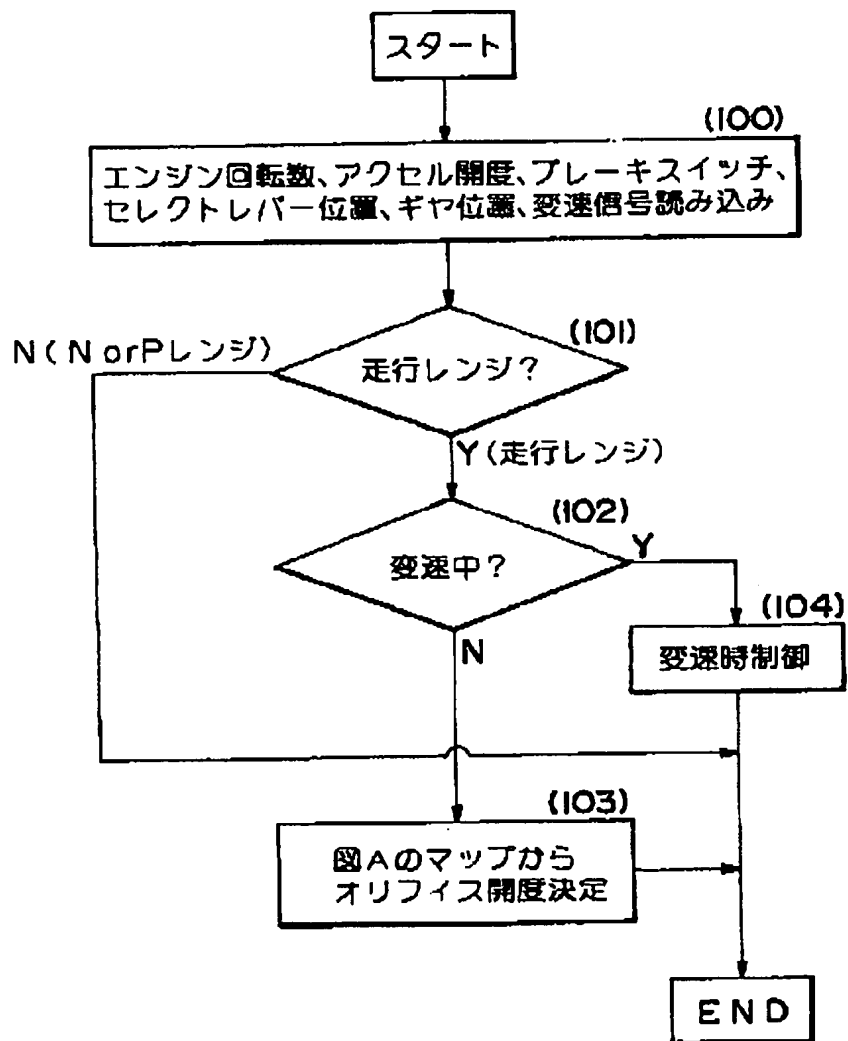 スタート
(100)
エンジン回転数、アクセル開度、ブレーキスイッチ、
セレクトレバー位置、ギヤ位置、変速信号読み込み
(101)
N(NorPレンジ)
走行レンジ?
Y(走行レンジ)
(102)
変速中?
Y
N
(104)
変速時制御
(103)
図Aのマップから
オリフィス開度決定
END